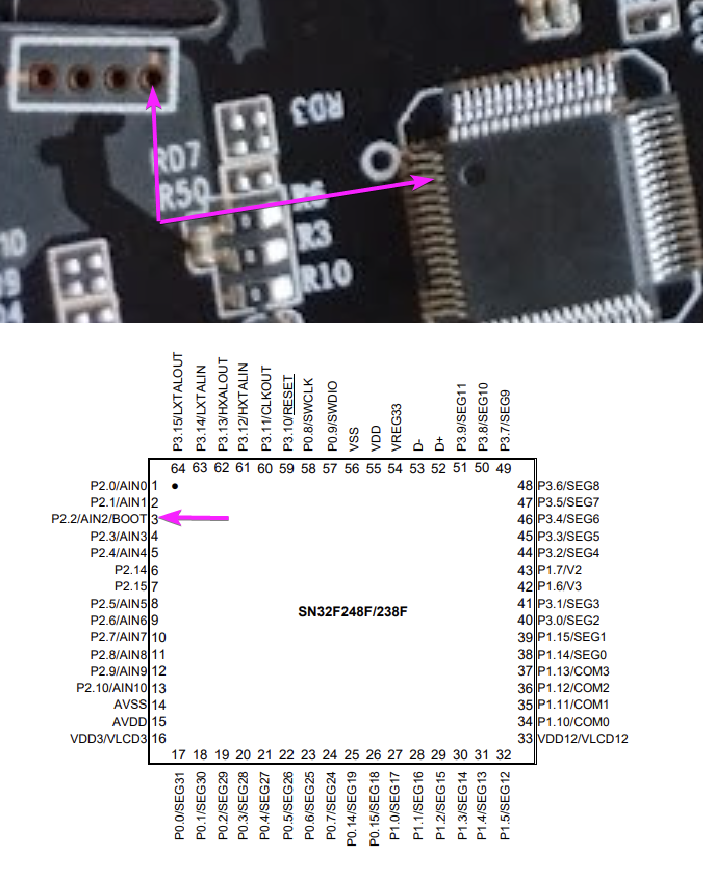 RD3
R07
R50
R6
R3
R10
P3.15/LXTALOUT
P3.14/LXTALIN
P3.13/HXALOUT
P3.12/HXTALIN
P3.11/CLKOUT
P3.10/RESET
P0.8/SWCLK
P0.9/SWDIO
VSS
VDD
VREG33
D-
D+
P3.9/SEG11
P3.8/SEG10
P3.7/SEG9
64 63 62 61 60 59 58 57 56 55 54 53 52 51 50 49
P2.0/AIN0 1 48 P3.6/SEG8
P2.1/AIN1 2 47 P3.5/SEG7
P2.2/AIN2/BOOT 3 46 P3.4/SEG6
P2.3/AIN3 4 45 P3.3/SEG5
P2.4/AIN4 5 44 P3.2/SEG4
P2.14 6 43 P1.7/V2
P2.15 7 42 P1.6/V3
P2.5/AIN5 8 41 P3.1/SEG3
SN32F248F/238F
P2.6/AIN6 9 40 P3.0/SEG2
P2.7/AIN7 10 39 P1.15/SEG1
P2.8/AIN8 11 38 P1.14/SEG0
P2.9/AIN9 12 37 P1.13/COM3
P2.10/AIN10 13 36 P1.12/COM2
AVSS 14 35 P1.11/COM1
AVDD 15 34 P1.10/COM0
VDD3/VLCD3 16 33 VDD12/VLCD12
17 18 19 20 21 22 23 24 25 26 27 28 29 30 31 32
P0.0/SEG31
P0.1/SEG30
P0.2/SEG29
P0.3/SEG28
P0.4/SEG27
P0.5/SEG26
P0.6/SEG25
P0.7/SEG24
P0.14/SEG19
P0.15/SEG18
P1.0/SEG17
P1.1/SEG16
P1.2/SEG15
P1.3/SEG14
P1.4/SEG13
P1.5/SEG12